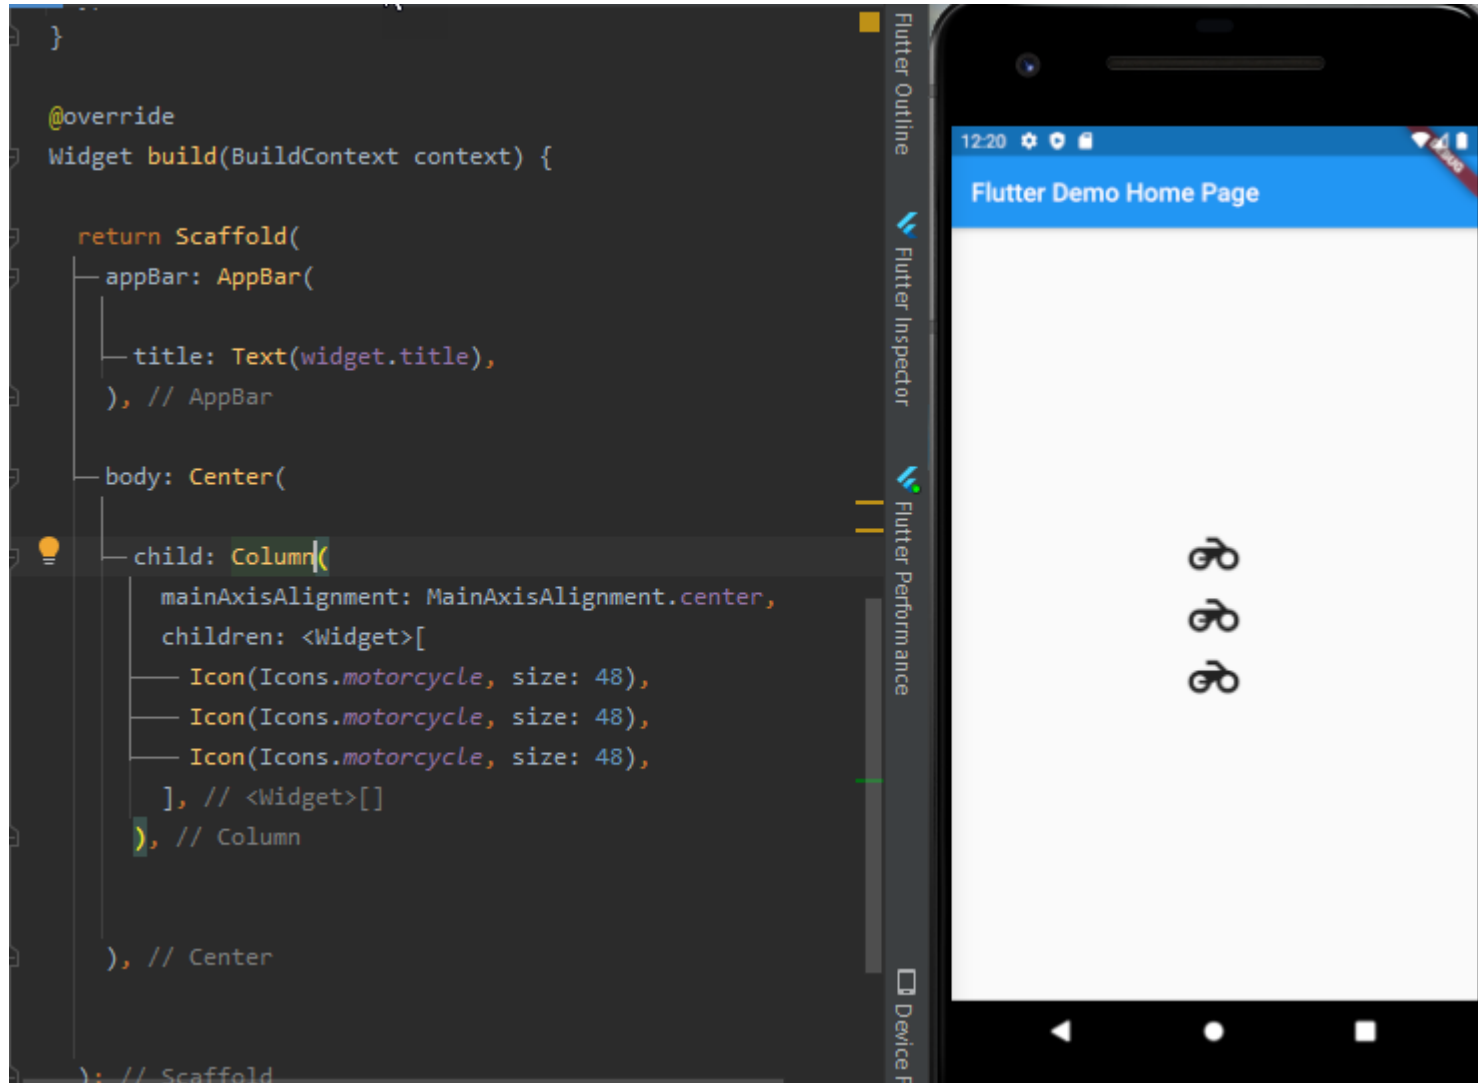 }
@override
Widget build(BuildContext context) {
return Scaffold(
appBar: AppBar(
title: Text(widget.title),
), // AppBar
body: Center(
child: Column(
mainAxisAlignment: MainAxisAlignment.center,
children: <Widget>[
Icon(Icons.motorcycle, size: 48),
Icon(Icons.motorcycle, size: 48),
Icon(Icons.motorcycle, size: 48),
], // <Widget>[]
), // Column
), // Center
); // Scaffold
Flutter Outline
Flutter Inspector
Flutter Performance
Device
12:20
Flutter Demo Home Page